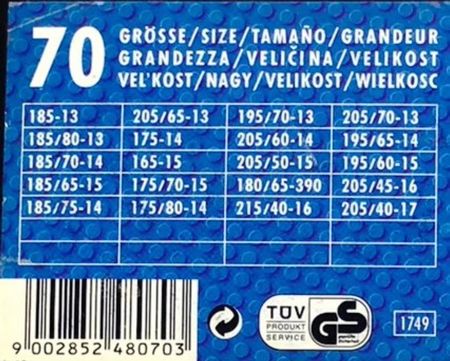 70
GRÖSSE/SIZE/TAMAÑO/GRANDEUR
GRANDEZZA/VELIČINA/VELIKOST
VEL'KOST/NAGY/VELIKOST/WIELKOSC
185-13 205/65-13 195/70-13 205/70-13
185/80-13 175-14 205/60-14 195/65-14
185/70-14 165-15 205/50-15 195/60-15
185/65-15 175/70-15 180/65-390 205/45-16
185/75-14 175/80-14 215/40-16 205/40-17
9 002852 480703
TÜV
PRODUKT
SERVICE
GS
1749